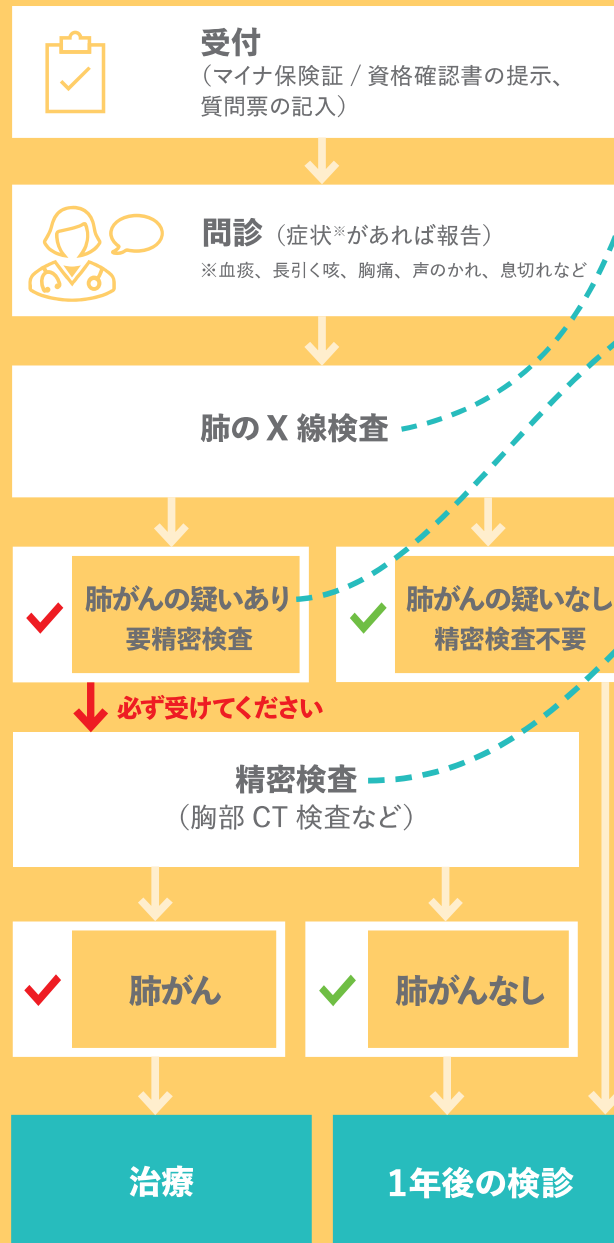 受付
（マイナ保険証 / 資格確認書の提示、
質問票の記入）
問診（症状※があれば報告）
※血痰、長引く咳、胸痛、声のかれ、息切れなど
肺のX線検査
肺がんの疑いあり
要精密検査
肺がんの疑いなし
精密検査不要
必ず受けてください
精密検査
（胸部 CT 検査など）
肺がん
肺がんなし
治療
1年後の検診